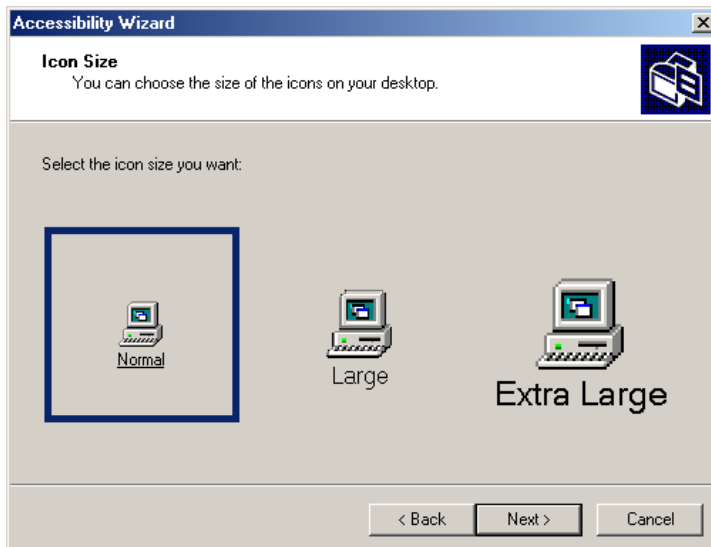 Accessibility Wizard
Icon Size
You can choose the size of the icons on your desktop.
Select the icon size you want:
Normal
Large
Extra Large
< Back
Next >
Cancel